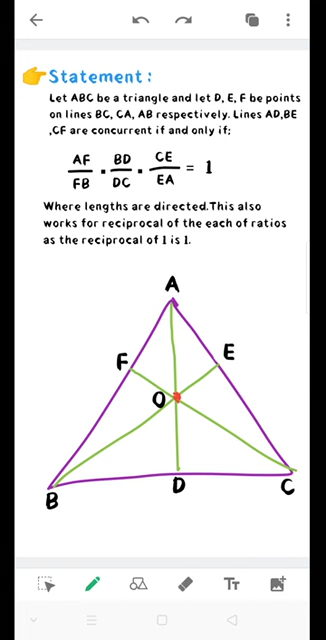 Statement :
Let ABC be a triangle and let D, E, F be points
on lines BC, CA, AB respectively. Lines AD,BE
,CF are concurrent if and only if;
AF/FB . BD/DC . CE/EA = 1
Where lengths are directed.This also
works for reciprocal of the each of ratios
as the reciprocal of 1 is 1.
A
F E
O
B D C
TT